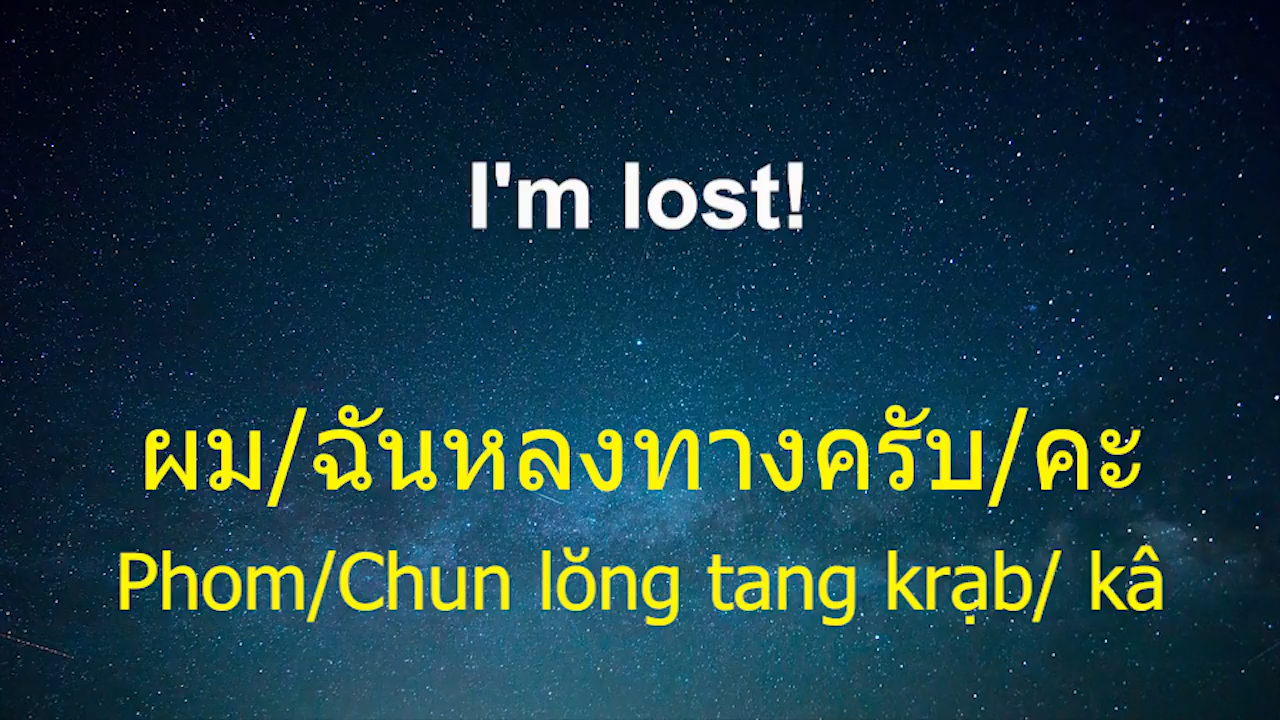 I'm lost!
ผม/ฉันหลงทางครับ/คะ
Phom/Chun lŏng tang krạb/ kâ